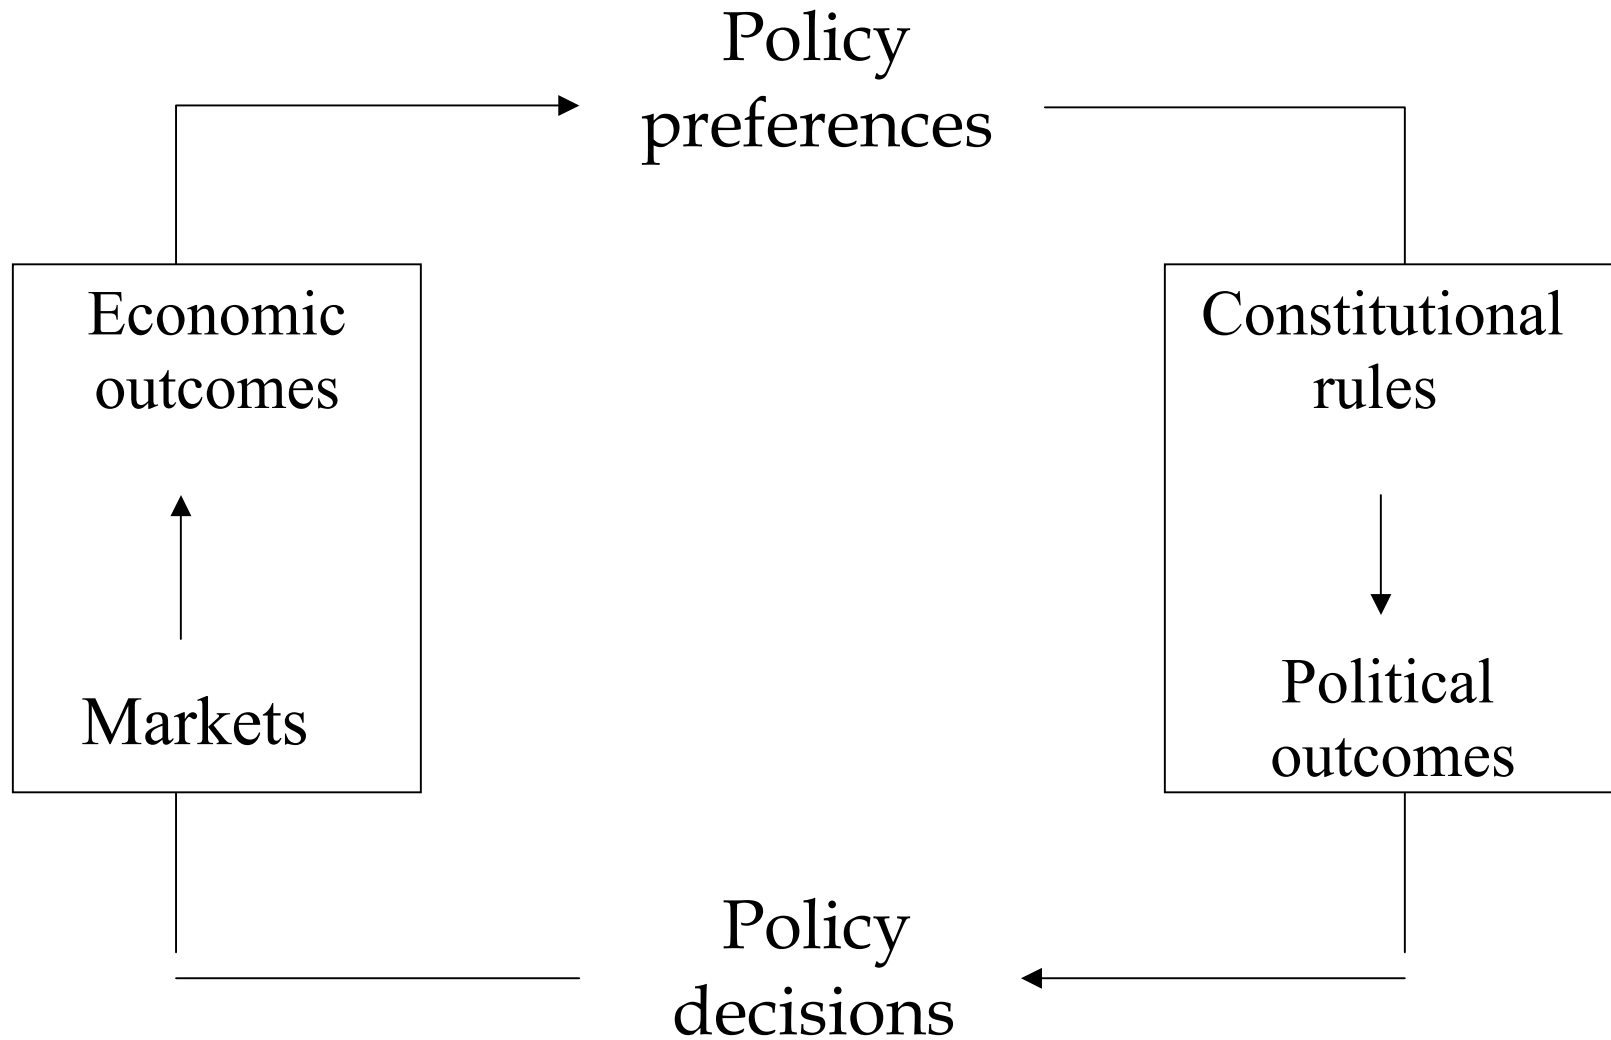 Policy
preferences
Economic
outcomes
Constitutional
rules
Markets
Political
outcomes
Policy
decisions